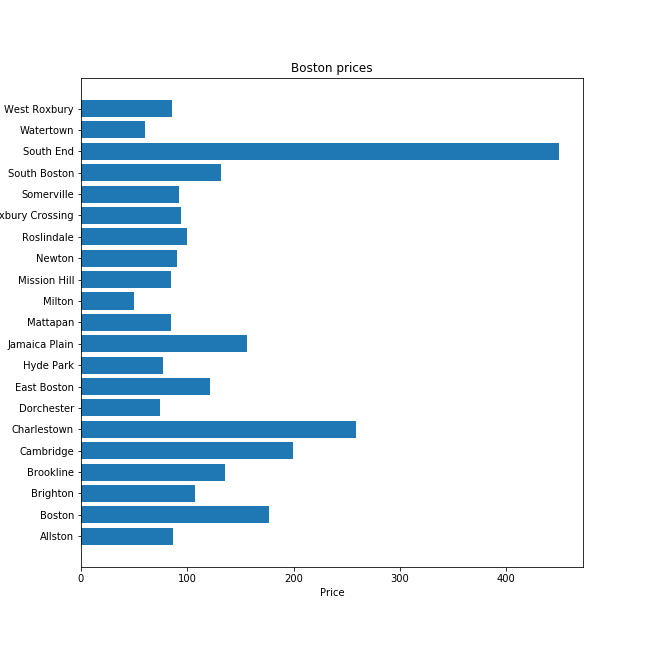 Boston prices
West Roxbury
Watertown
South End
South Boston
Somerville
xbury Crossing
Roslindale
Newton
Mission Hill
Milton
Mattapan
Jamaica Plain
Hyde Park
East Boston
Dorchester
Charlestown
Cambridge
Brookline
Brighton
Boston
Allston
0 100 200 300 400
Price